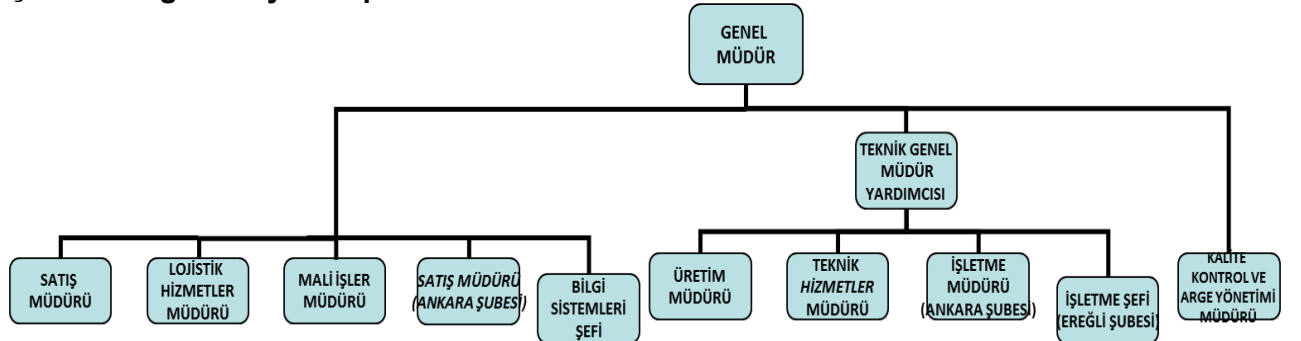 GENEL
MÜDÜR
TEKNİK GENEL
MÜDÜR
YARDIMCISI
SATIŞ
MÜDÜRÜ
LOJİSTİK
HİZMETLER
MÜDÜRÜ
MALİ İŞLER
MÜDÜRÜ
SATIŞ MÜDÜRÜ
(ANKARA ŞUBESİ)
BİLGİ
SİSTEMLERİ
ŞEFİ
ÜRETİM
MÜDÜRÜ
TEKNİK
HİZMETLER
MÜDÜRÜ
İŞLETME
MÜDÜRÜ
(ANKARA ŞUBESİ)
İŞLETME ŞEFİ
(EREĞLİ ŞUBESİ)
KALİTE
KONTROL VE
ARGE YÖNETİMİ
MÜDÜRÜ